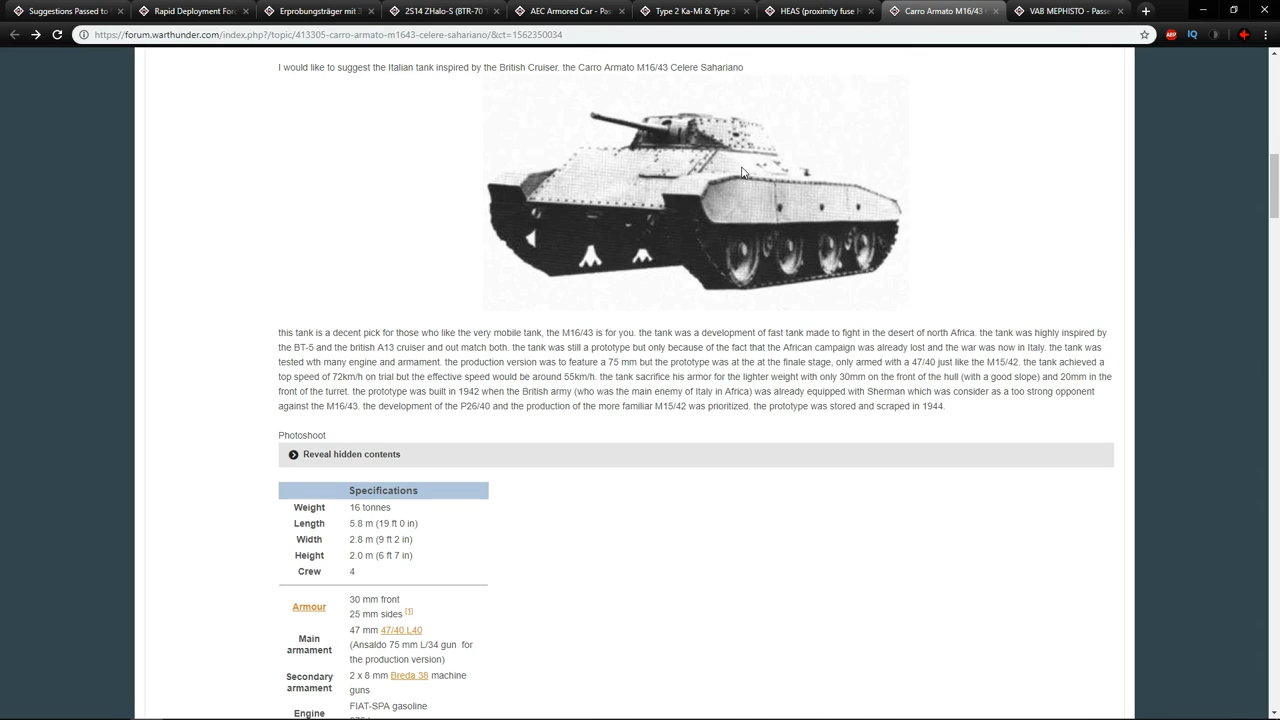 Suggestions Passed to
Rapid Deployment For
Erprobungsträger mit 3
2S14 ZHalo-S (BTR-70
AEC Armored Car - Pas
Type 2 Ka-Mi & Type 3
HEAS (proximity fuse H
Carro Armato M16/43
VAB MEPHISTO - Passe
https://forum.warthunder.com/index.php?/topic/413305-carro-armato-m1643-celere-sahariano/&ct=1562350034
I would like to suggest the Italian tank inspired by the British Cruiser. the Carro Armato M16/43 Celere Sahariano
this tank is a decent pick for those who like the very mobile tank, the M16/43 is for you. the tank was a development of fast tank made to fight in the desert of north Africa. the tank was highly inspired by
the BT-5 and the british A13 cruiser and out match both. the tank was still a prototype but only because of the fact that the African campaign was already lost and the war was now in Italy. the tank was
tested wth many engine and armament. the production version was to feature a 75 mm but the prototype was at the at the finale stage, only armed with a 47/40 just like the M15/42. the tank achieved a
top speed of 72km/h on trial but the effective speed would be around 55km/h. the tank sacrifice his armor for the lighter weight with only 30mm on the front of the hull (with a good slope) and 20mm in the
front of the turret. the prototype was built in 1942 when the British army (who was the main enemy of Italy in Africa) was already equipped with Sherman which was consider as a too strong opponent
against the M16/43. the development of the P26/40 and the production of the more familiar M15/42 was prioritized. the prototype was stored and scraped in 1944.
Photoshoot
Reveal hidden contents
Specifications
Weight 16 tonnes
Length 5.8 m (19 ft 0 in)
Width 2.8 m (9 ft 2 in)
Height 2.0 m (6 ft 7 in)
Crew 4
Armour 30 mm front
25 mm sides [1]
Main armament 47 mm 47/40 L40
(Ansaldo 75 mm L/34 gun for
the production version)
Secondary armament 2 x 8 mm Breda 38 machine
guns
Engine FIAT-SPA gasoline